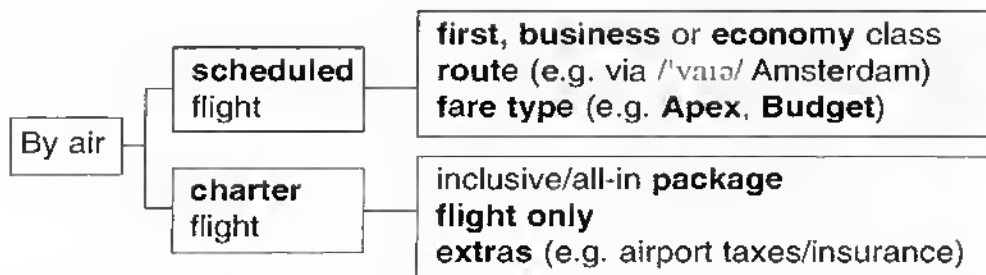 By air
scheduled
flight
first, business or economy class
route (e.g. via /'vaɪə/ Amsterdam)
fare type (e.g. Apex, Budget)
charter
flight
inclusive/all-in package
flight only
extras (e.g. airport taxes/insurance)